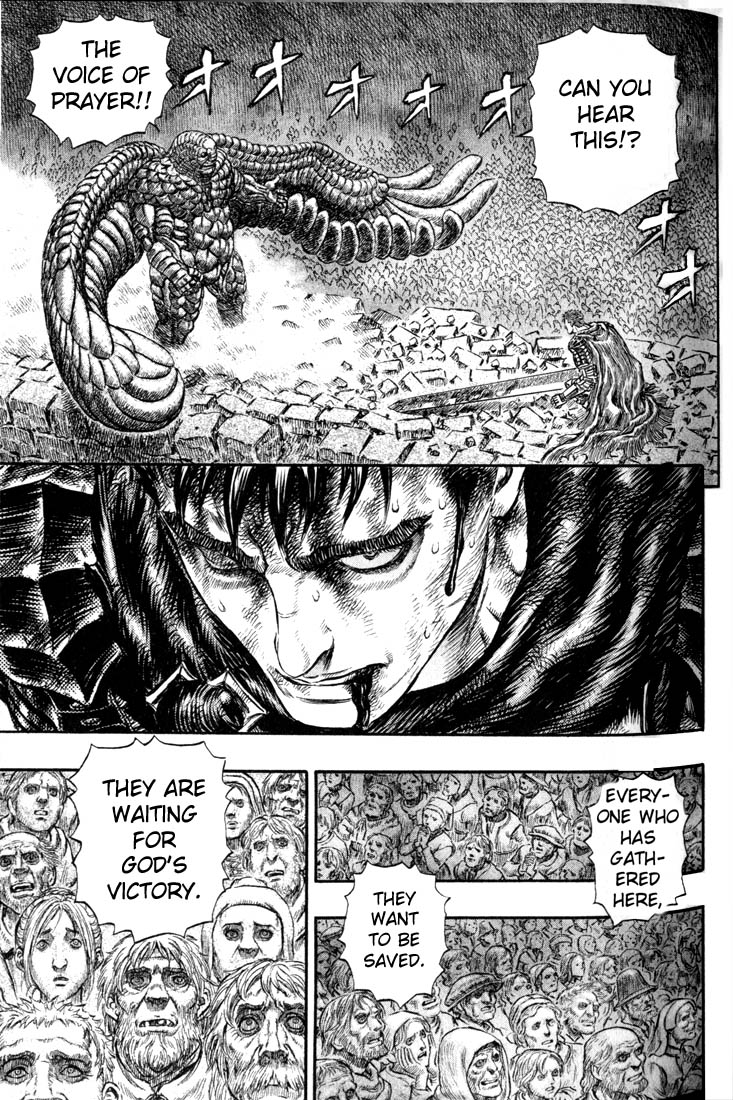 CAN YOU
HEAR
THIS!?
THE
VOICE OF
PRAYER!!
オオオオオオ
オオ
EVERY-
ONE WHO
HAS
GATH-
ERED
HERE,
THEY
WANT
TO BE
SAVED.
THEY ARE
WAITING
FOR
GOD'S
VICTORY.